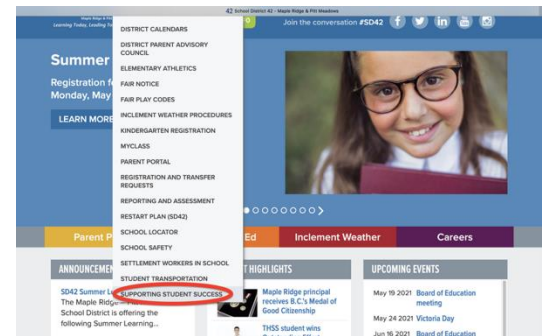 42 School District 42 - Maple Ridge & Pitt Meadows
Learning Today, Leading To
Join the conversation #SD42
DISTRICT CALENDARS
DISTRICT PARENT ADVISORY
COUNCIL
ELEMENTARY ATHLETICS
FAIR NOTICE
FAIR PLAY CODES
INCLEMENT WEATHER PROCEDURES
KINDERGARTEN REGISTRATION
MYCLASS
PARENT PORTAL
REGISTRATION AND TRANSFER
REQUESTS
REPORTING AND ASSESSMENT
RESTART PLAN (SD42)
SCHOOL LOCATOR
SCHOOL SAFETY
SETTLEMENT WORKERS IN SCHOOL
STUDENT TRANSPORTATION
SUPPORTING STUDENT SUCCESS
Summer
Registration f
Monday, May
LEARN MORE
Parent P
Ed
Inclement Weather
Careers
ANNOUNCEMEN
SD42 Summer L
The Maple Ridge
School District is offering the
following Summer Learning...
T HIGHLIGHTS
Maple Ridge principal
receives B.C.'s Medal of
Good Citizenship
THSS student wins
UPCOMING EVENTS
May 19 2021 Board of Education
meeting
May 24 2021 Victoria Day
Jun 16 2021 Board of Education